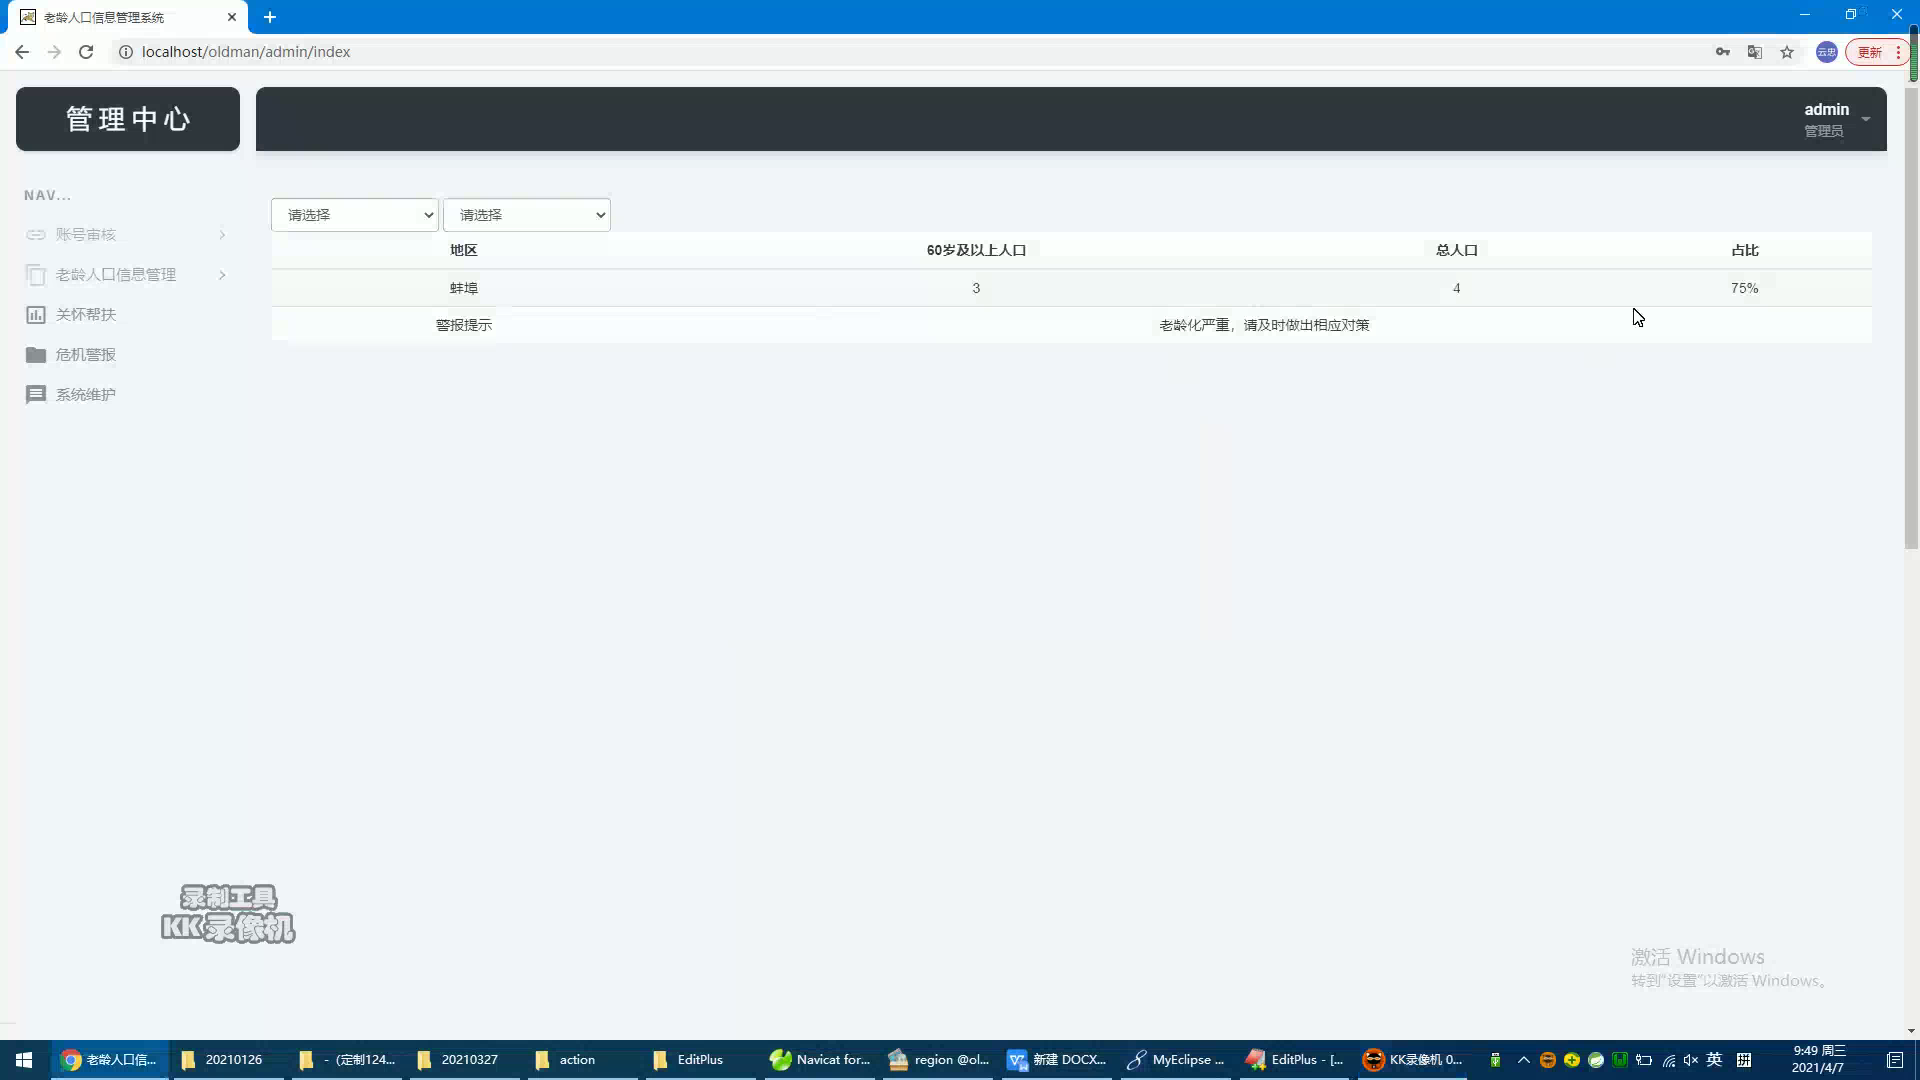 老龄人口信息管理系统
localhost/oldman/admin/index
云忠
更新
管理中心
admin
管理员
NAV...
账号审核
老龄人口信息管理
关怀帮扶
危机警报
系统维护
请选择 请选择
地区 60岁及以上人口 总人口 占比
蚌埠 3 4 75%
警报提示 老龄化严重，请及时做出相应对策
录制工具
KK录像机
激活 Windows
转到"设置"以激活 Windows。
老龄人口信... 20210126 -（定制124... 20210327 action EditPlus Navicat for... region @ol... 新建 DOCX... MyEclipse ... EditPlus - [... KK录像机 0... 英 拼
9:49 周三
2021/4/7